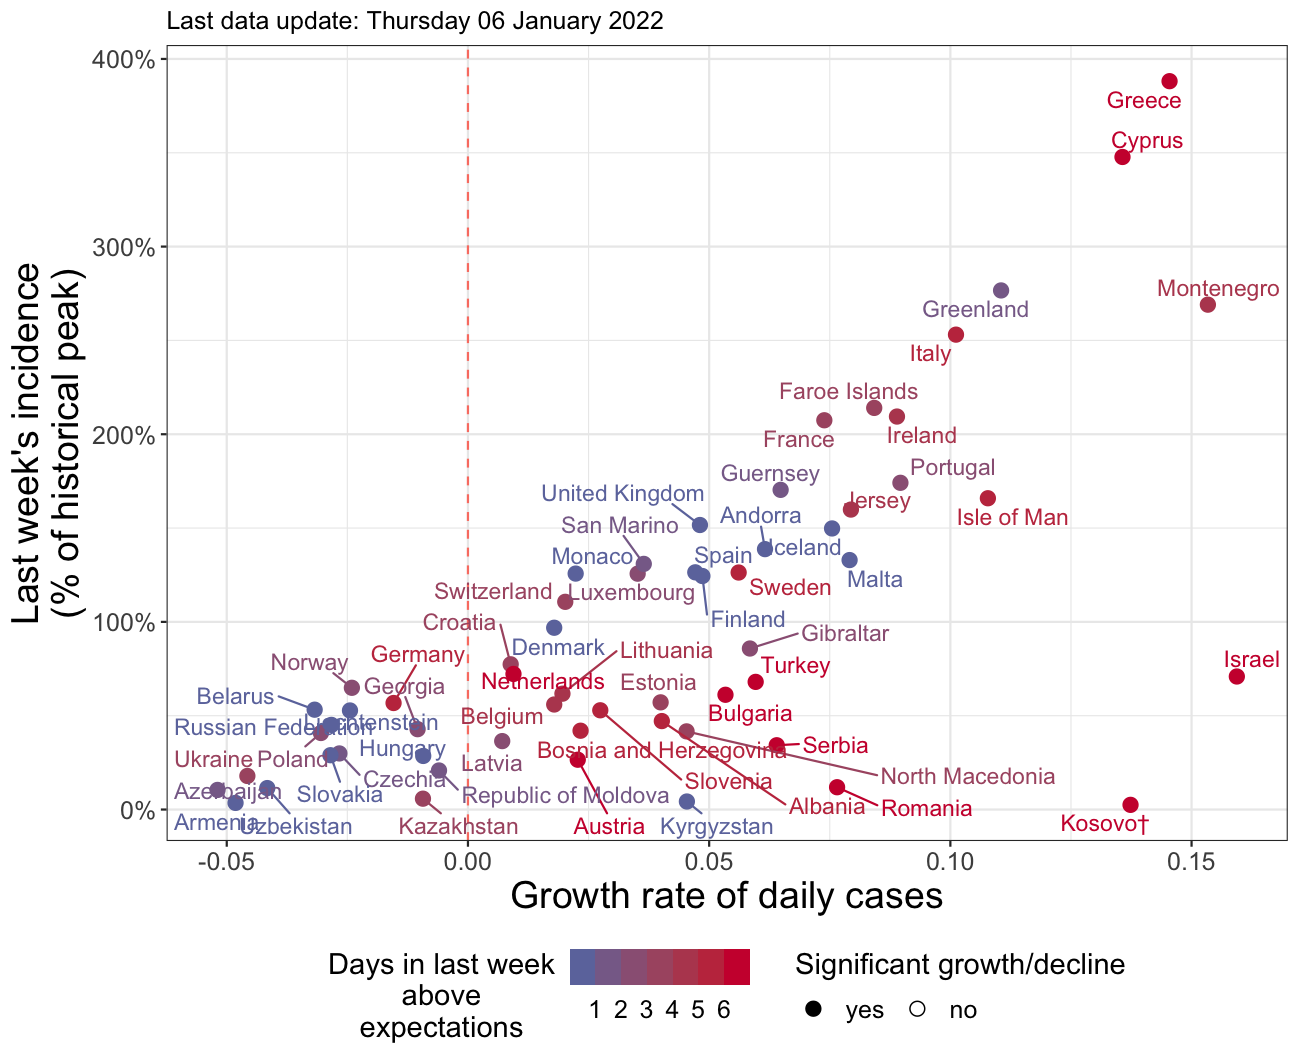 Last data update: Thursday 06 January 2022
400%
300%
200%
100%
0%
Last week's incidence
(% of historical peak)
Greece
Cyprus
Montenegro
Greenland
Italy
Faroe Islands
France
Ireland
Portugal
Guernsey
Jersey
Isle of Man
United Kingdom
Andorra
San Marino
Iceland
Monaco
Spain
Malta
Sweden
Switzerland
Luxembourg
Finland
Croatia
Denmark
Gibraltar
Lithuania
Germany
Norway
Turkey
Israel
Georgia
Netherlands
Estonia
Belarus
Belgium
Bulgaria
Russian Federation
Liechtenstein
Hungary
Bosnia and Herzegovina
Serbia
Ukraine
Poland
Latvia
Czechia
Slovenia
North Macedonia
Azerbaijan
Slovakia
Republic of Moldova
Albania
Romania
Armenia
Uzbekistan
Kazakhstan
Austria
Kyrgyzstan
Kosovo†
-0.05
0.00
0.05
0.10
0.15
Growth rate of daily cases
Days in last week
above
expectations
1 2 3 4 5 6
Significant growth/decline
yes
no